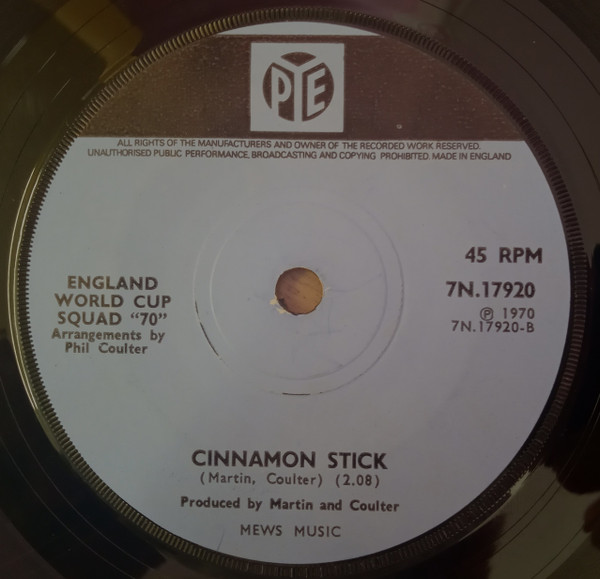 PYE
ALL RIGHTS OF THE MANUFACTURERS AND OWNER OF THE RECORDED WORK RESERVED.
UNAUTHORISED PUBLIC PERFORMANCE, BROADCASTING AND COPYING PROHIBITED. MADE IN ENGLAND
45 RPM
7N.17920
Ⓟ 1970
7N.17920-B
ENGLAND
WORLD CUP
SQUAD "70"
Arrangements by
Phil Coulter
CINNAMON STICK
(Martin, Coulter) (2.08)
Produced by Martin and Coulter
MEWS MUSIC